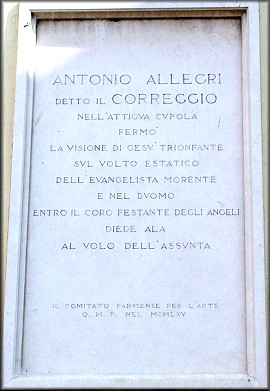 ANTONIO ALLEGRI
DETTO IL CORREGGIO
NELL'ATTIGVA CVPOLA
FERMO'
LA VISIONE DI GESV' TRIONFANTE
SVL VOLTO ESTATICO
DELL'EVANGELISTA MORENTE
E NEL DVOMO
ENTRO IL CORO FESTANTE DEGLI ANGELI
DIEDE ALA
AL VOLO DELL'ASSVNTA
IL COMITATO PARMENSE PER L'ARTE
Q. M. P. NEL MCMLXV